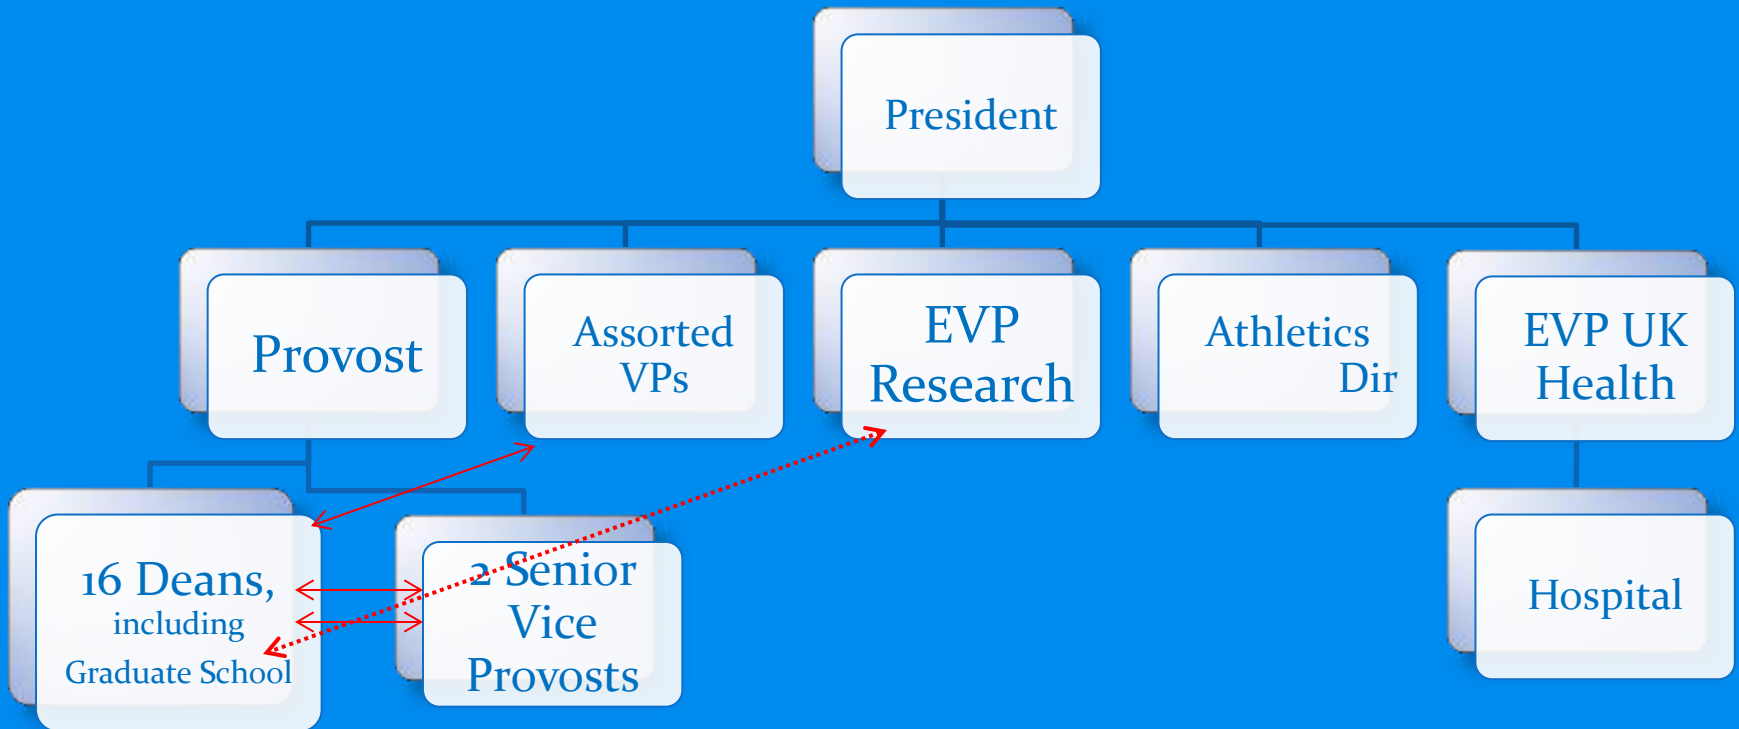 President
Provost
Assorted
VPs
EVP
Research
Athletics
Dir
EVP UK
Health
16 Deans,
including
Graduate School
2 Senior
Vice
Provosts
Hospital